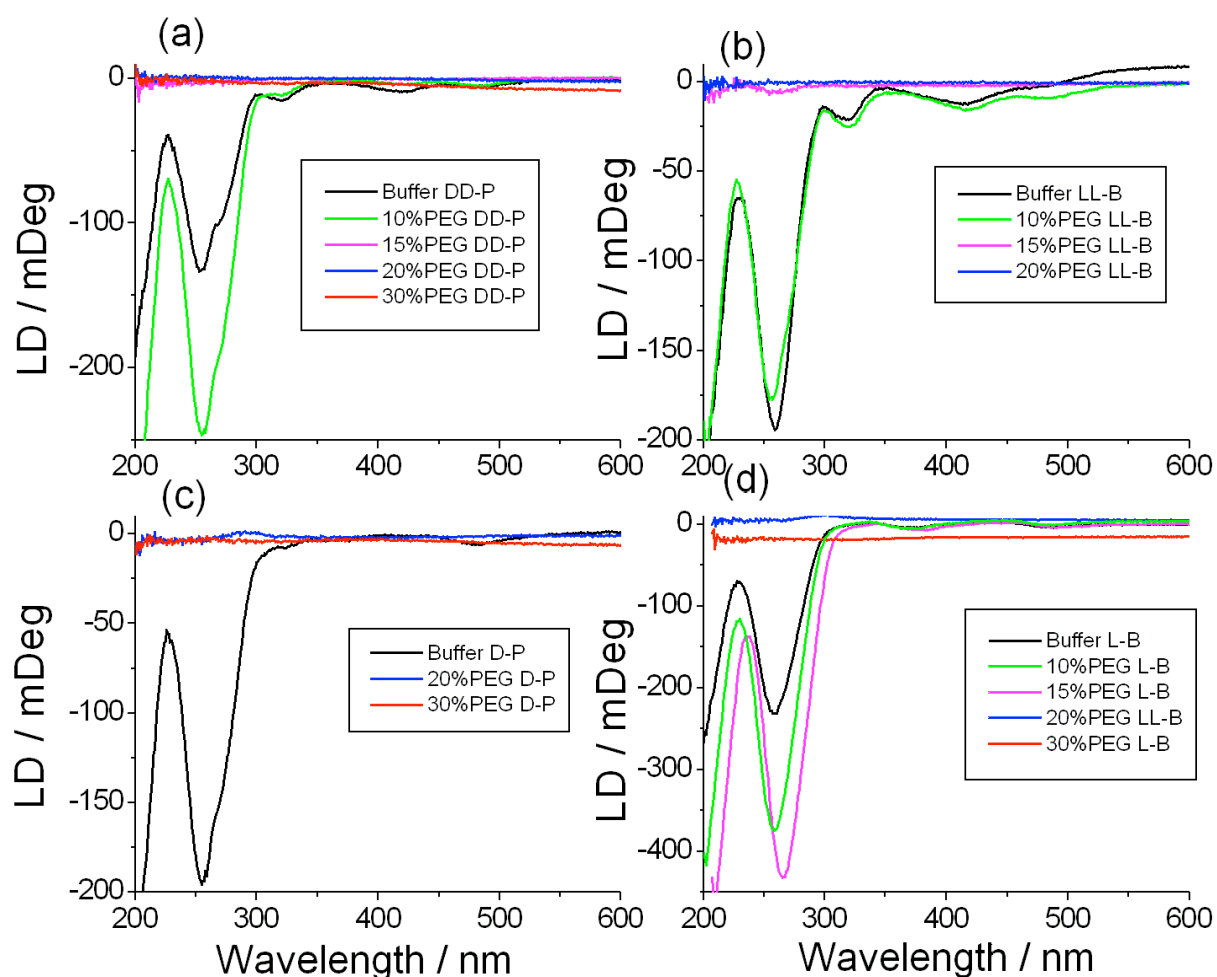 (a)
0
-100
-200
LD / mDeg
Buffer DD-P
10%PEG DD-P
15%PEG DD-P
20%PEG DD-P
30%PEG DD-P
200 300 400 500 600
(b)
0
-50
-100
-150
-200
LD / mDeg
Buffer LL-B
10%PEG LL-B
15%PEG LL-B
20%PEG LL-B
200 300 400 500 600
(c)
0
-50
-100
-150
-200
LD / mDeg
Buffer D-P
20%PEG D-P
30%PEG D-P
200 300 400 500 600
Wavelength / nm
(d)
0
-100
-200
-300
-400
LD / mDeg
Buffer L-B
10%PEG L-B
15%PEG L-B
20%PEG LL-B
30%PEG L-B
200 300 400 500 600
Wavelength / nm